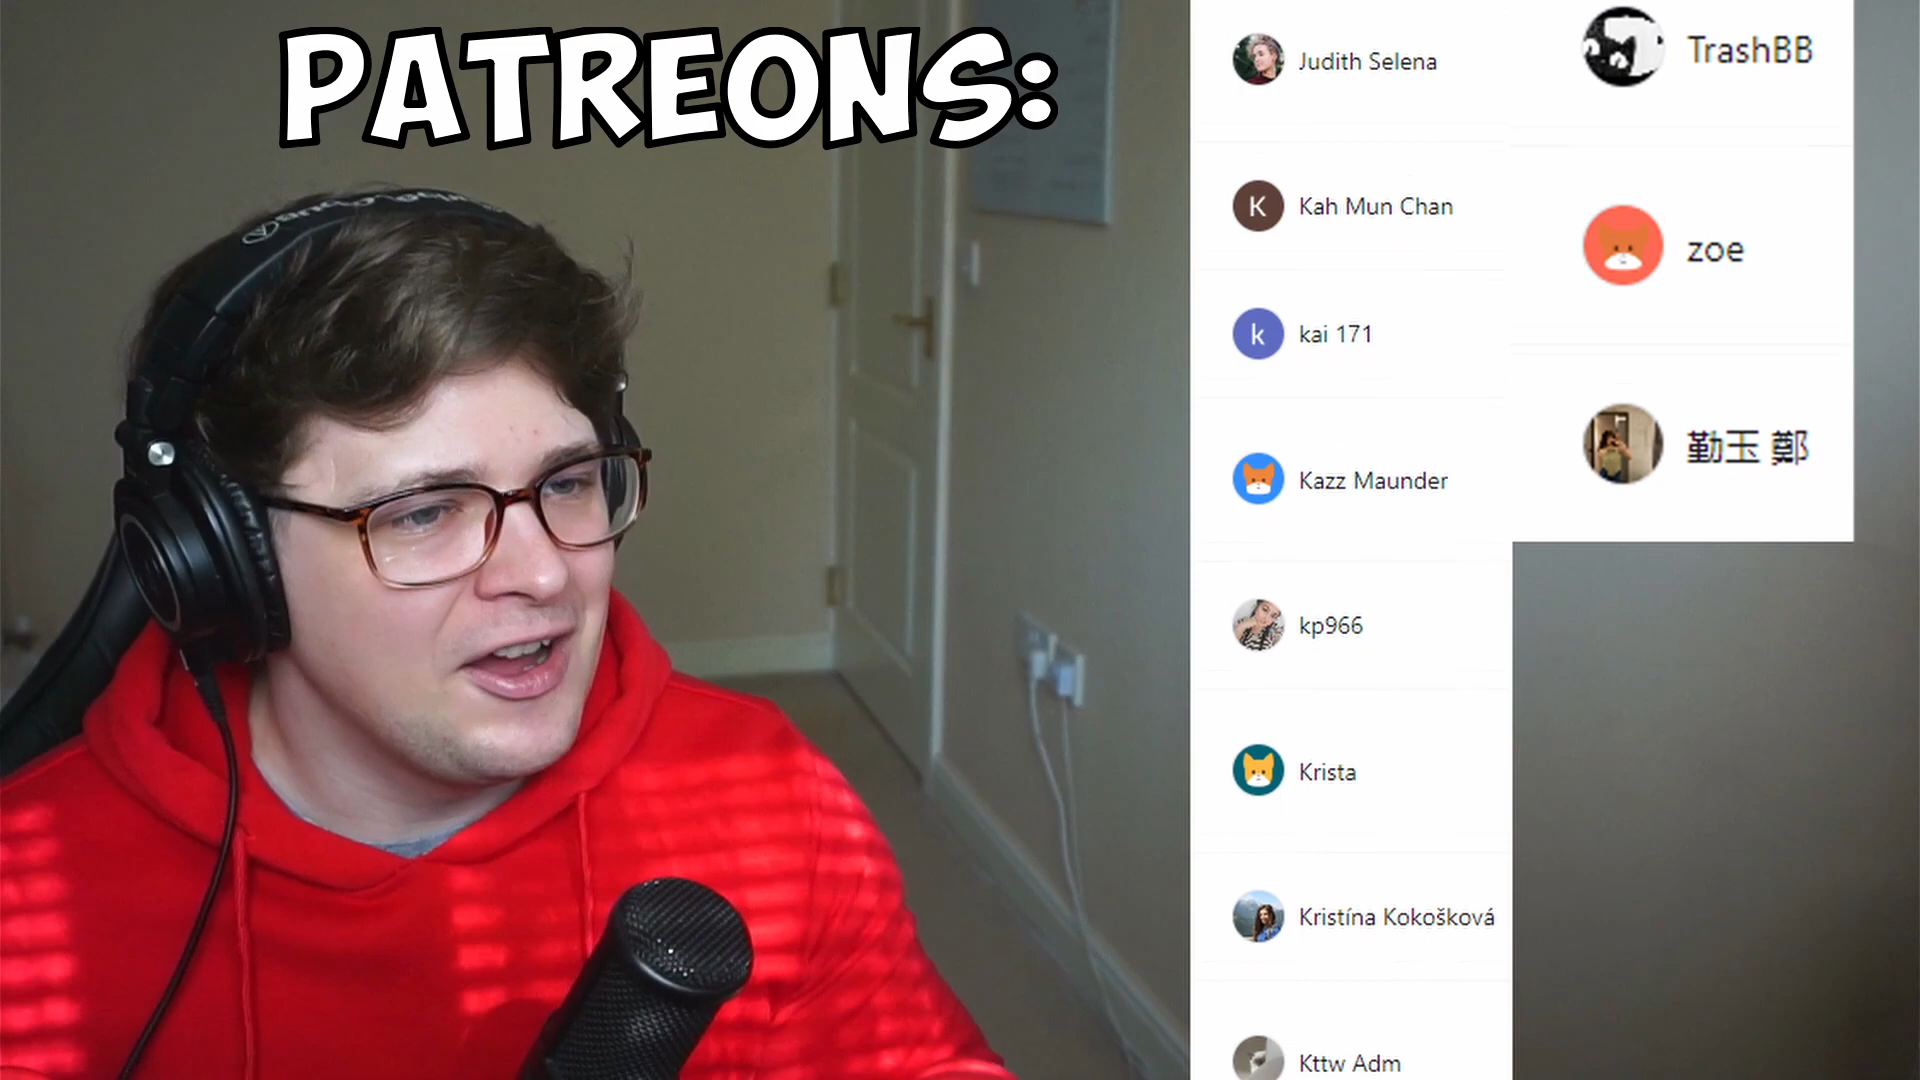 PATREONS:
Judith Selena
K
Kah Mun Chan
k
kai 171
Kazz Maunder
kp966
Krista
Kristína Kokošková
Kttw Adm
TrashBB
zoe
勤玉 鄭